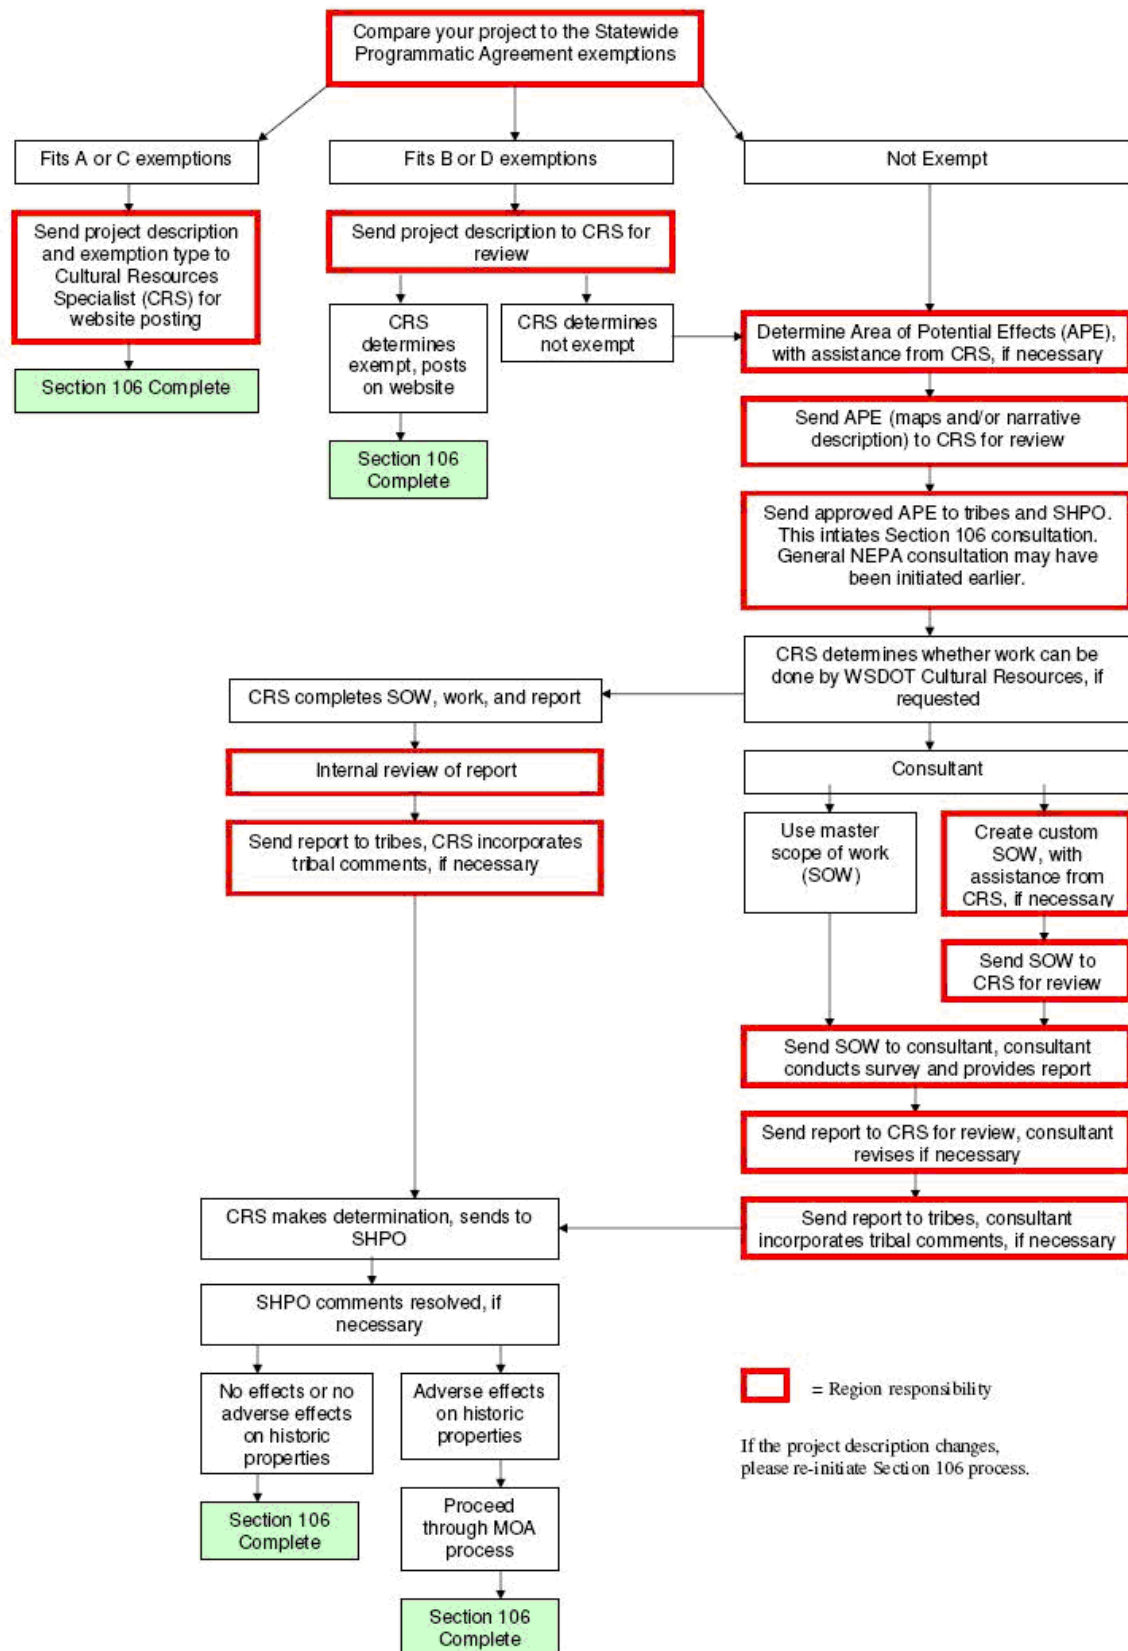 Compare your project to the Statewide
Programmatic Agreement exemptions
Fits A or C exemptions
Fits B or D exemptions
Not Exempt
Send project description
and exemption type to
Cultural Resources
Specialist (CRS) for
website posting
Send project description to CRS for
review
CRS
determines
exempt, posts
on website
CRS determines
not exempt
Determine Area of Potential Effects (APE),
with assistance from CRS, if necessary
Section 106 Complete
Section 106
Complete
Send APE (maps and/or narrative
description) to CRS for review
Send approved APE to tribes and SHPO.
This intiates Section 106 consultation.
General NEPA consultation may have
been initiated earlier.
CRS determines whether work can be
done by WSDOT Cultural Resources, if
requested
CRS completes SOW, work, and report
Internal review of report
Send report to tribes, CRS incorporates
tribal comments, if necessary
Consultant
Use master
scope of work
(SOW)
Create custom
SOW, with
assistance from
CRS, if necessary
Send SOW to
CRS for review
Send SOW to consultant, consultant
conducts survey and provides report
Send report to CRS for review, consultant
revises if necessary
Send report to tribes, consultant
incorporates tribal comments, if necessary
CRS makes determination, sends to
SHPO
SHPO comments resolved, if
necessary
No effects or no
adverse effects
on historic
properties
Adverse effects
on historic
properties
Section 106
Complete
Proceed
through MOA
process
Section 106
Complete
= Region responsibility
If the project description changes,
please re-initiate Section 106 process.